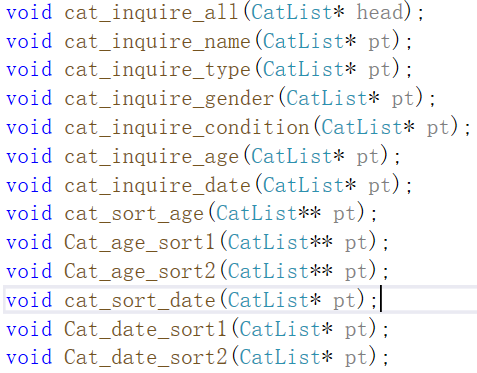 void cat_inquire_all(CatList* head);
void cat_inquire_name(CatList* pt);
void cat_inquire_type(CatList* pt);
void cat_inquire_gender(CatList* pt);
void cat_inquire_condition(CatList* pt);
void cat_inquire_age(CatList* pt);
void cat_inquire_date(CatList* pt);
void cat_sort_age(CatList** pt);
void Cat_age_sort1(CatList** pt);
void Cat_age_sort2(CatList** pt);
void cat_sort_date(CatList* pt);
void Cat_date_sort1(CatList* pt);
void Cat_date_sort2(CatList* pt);